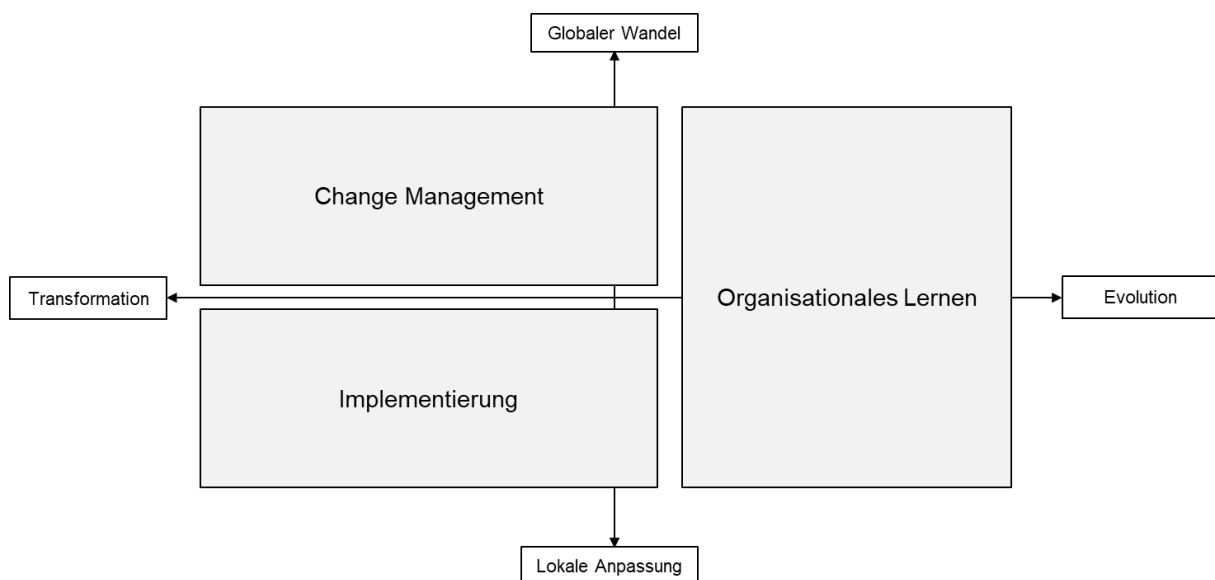 Globaler Wandel
Change Management
Organisationales Lernen
Transformation
Evolution
Implementierung
Lokale Anpassung